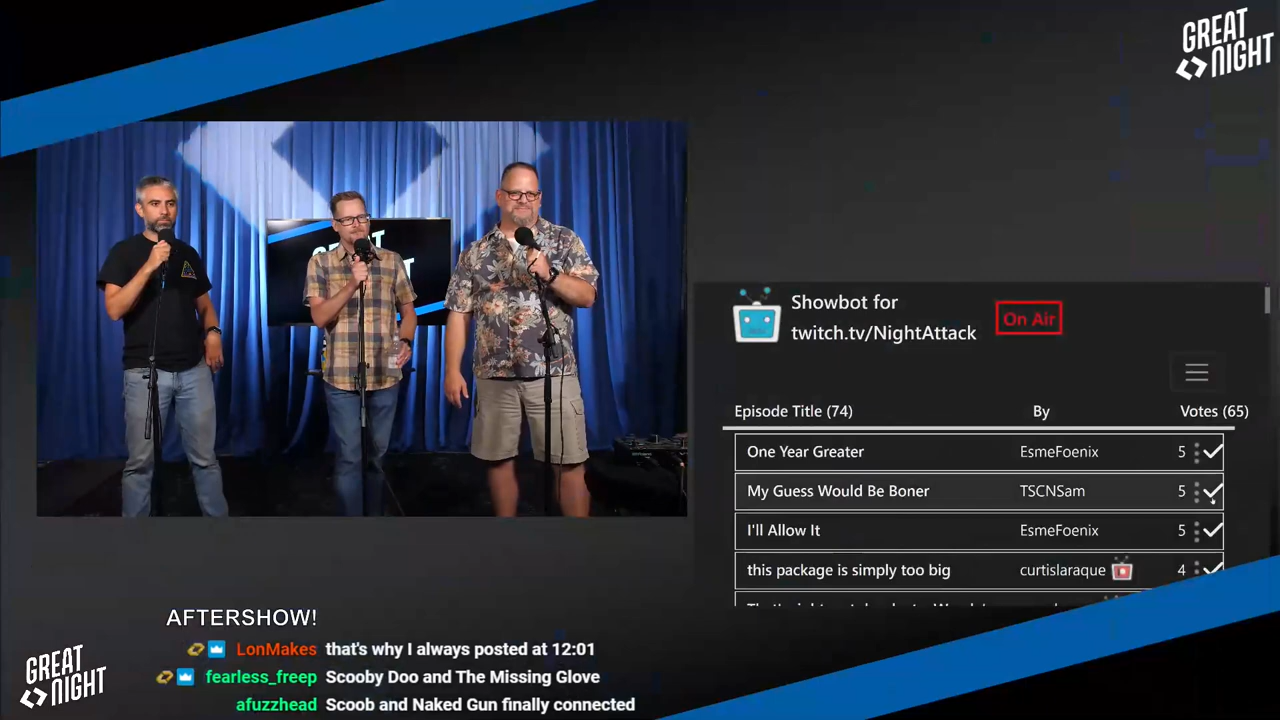 GREAT
NIGHT
GREAT
Showbot for
twitch.tv/NightAttack
On Air
Episode Title (74) By Votes (65)
One Year Greater EsmeFoenix 5
My Guess Would Be Boner TSCNSam 5
I'll Allow It EsmeFoenix 5
this package is simply too big curtislaraque 4
AFTERSHOW!
LonMakes that's why I always posted at 12:01
fearless_freep Scooby Doo and The Missing Glove
afuzzhead Scoob and Naked Gun finally connected
GREAT
NIGHT